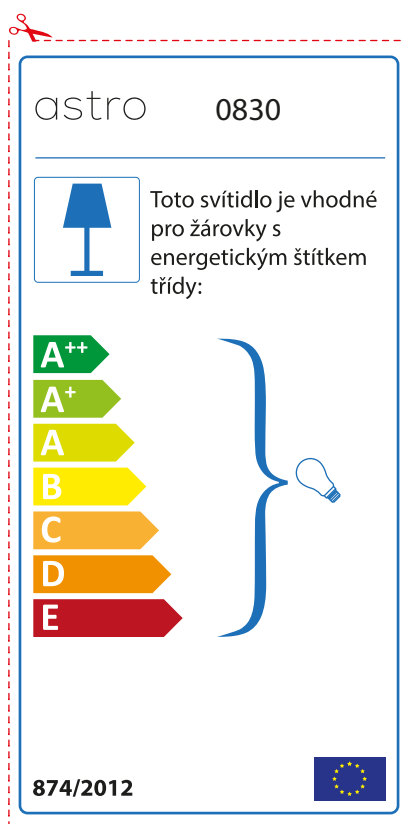 astro 0830
Toto svítidlo je vhodné
pro žárovky s
energetickým štítkem
třídy:
A++
A+
A
B
C
D
E
874/2012